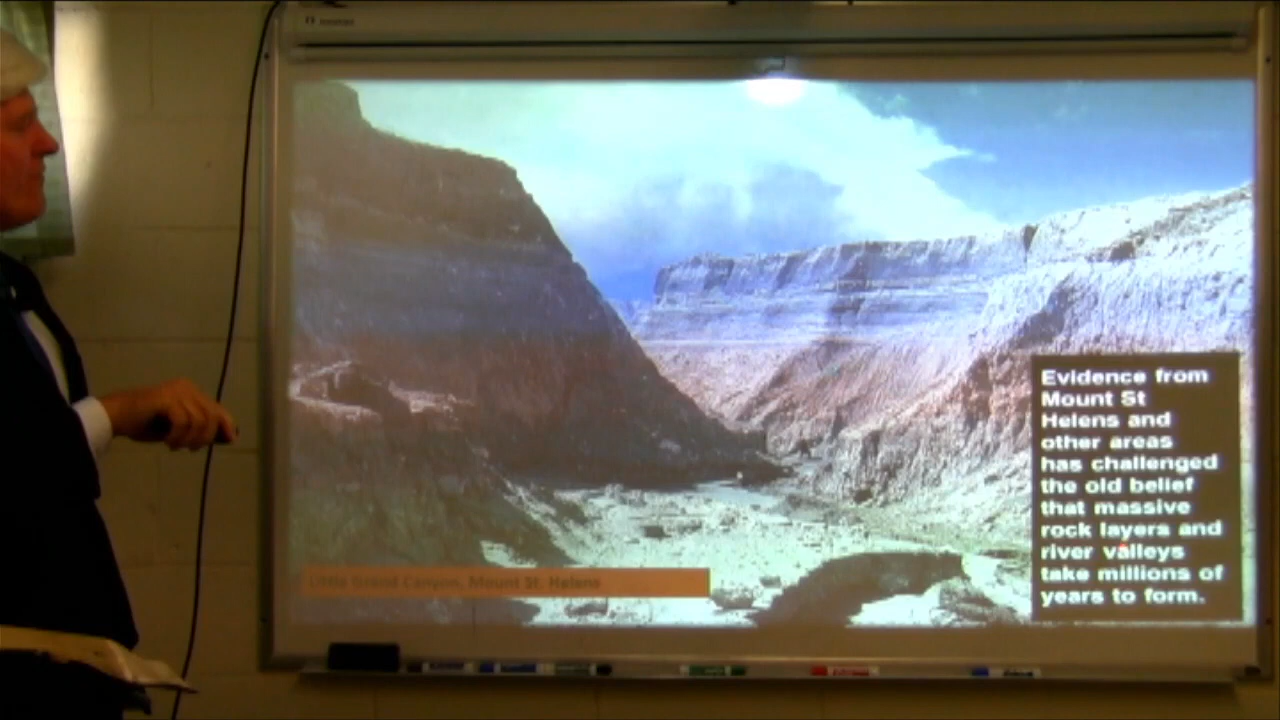 Little Grand Canyon, Mount St. Helens
Evidence from
Mount St
Helens and
other areas
has challenged
the old belief
that massive
rock layers and
river valleys
take millions of
years to form.